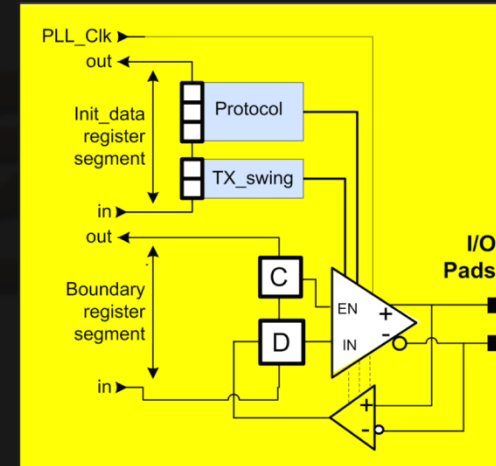 PLL_Clk
out
Protocol
Init_data
register
segment
TX_swing
in
out
I/O
Pads
C
Boundary
register
segment
EN
+
-
D
IN
in
+
-